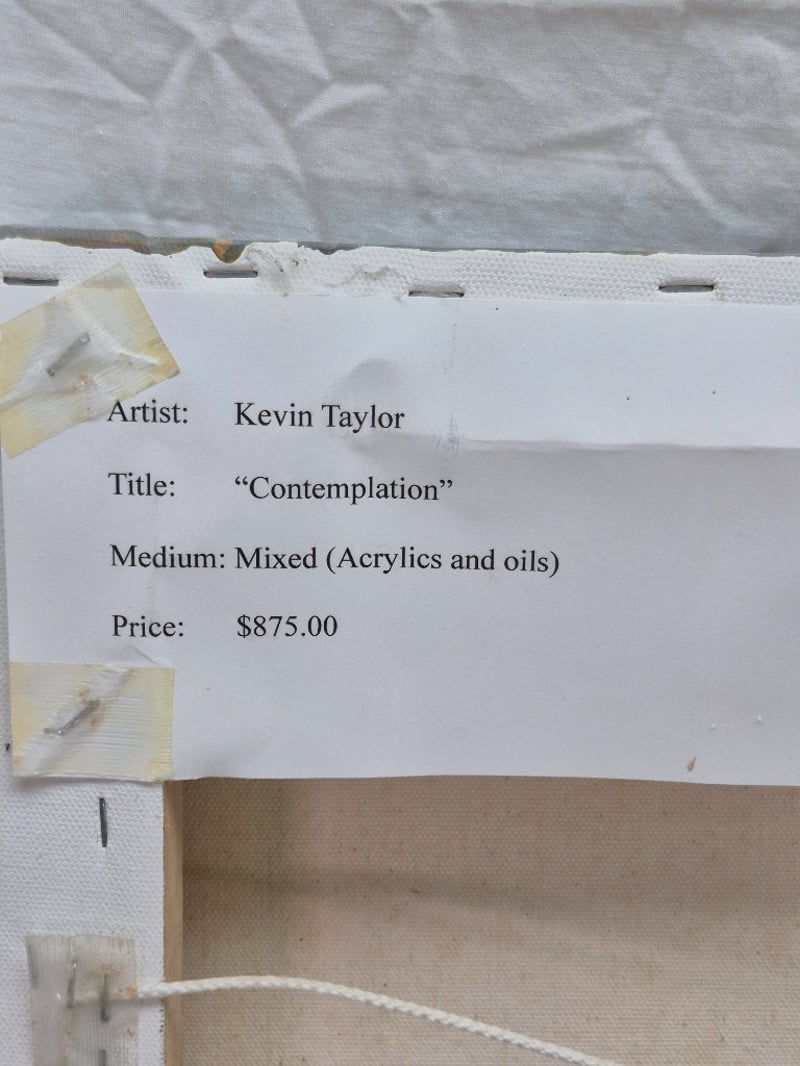 Artist: Kevin Taylor
Title: “Contemplation”
Medium: Mixed (Acrylics and oils)
Price: $875.00